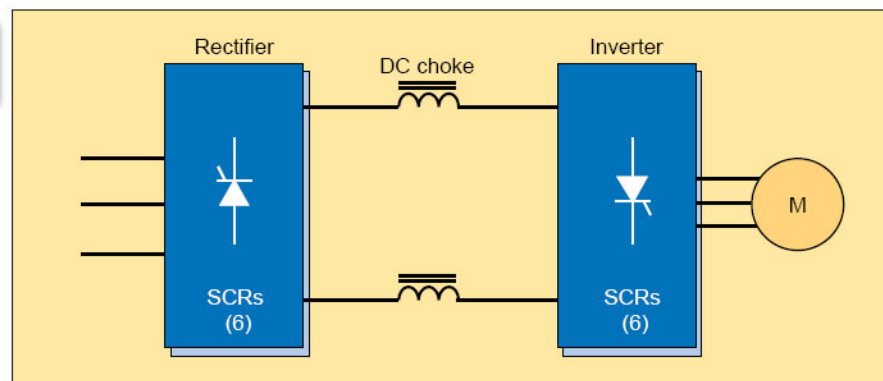 Rectifier
DC choke
Inverter
M
SCRs
(6)
SCRs
(6)